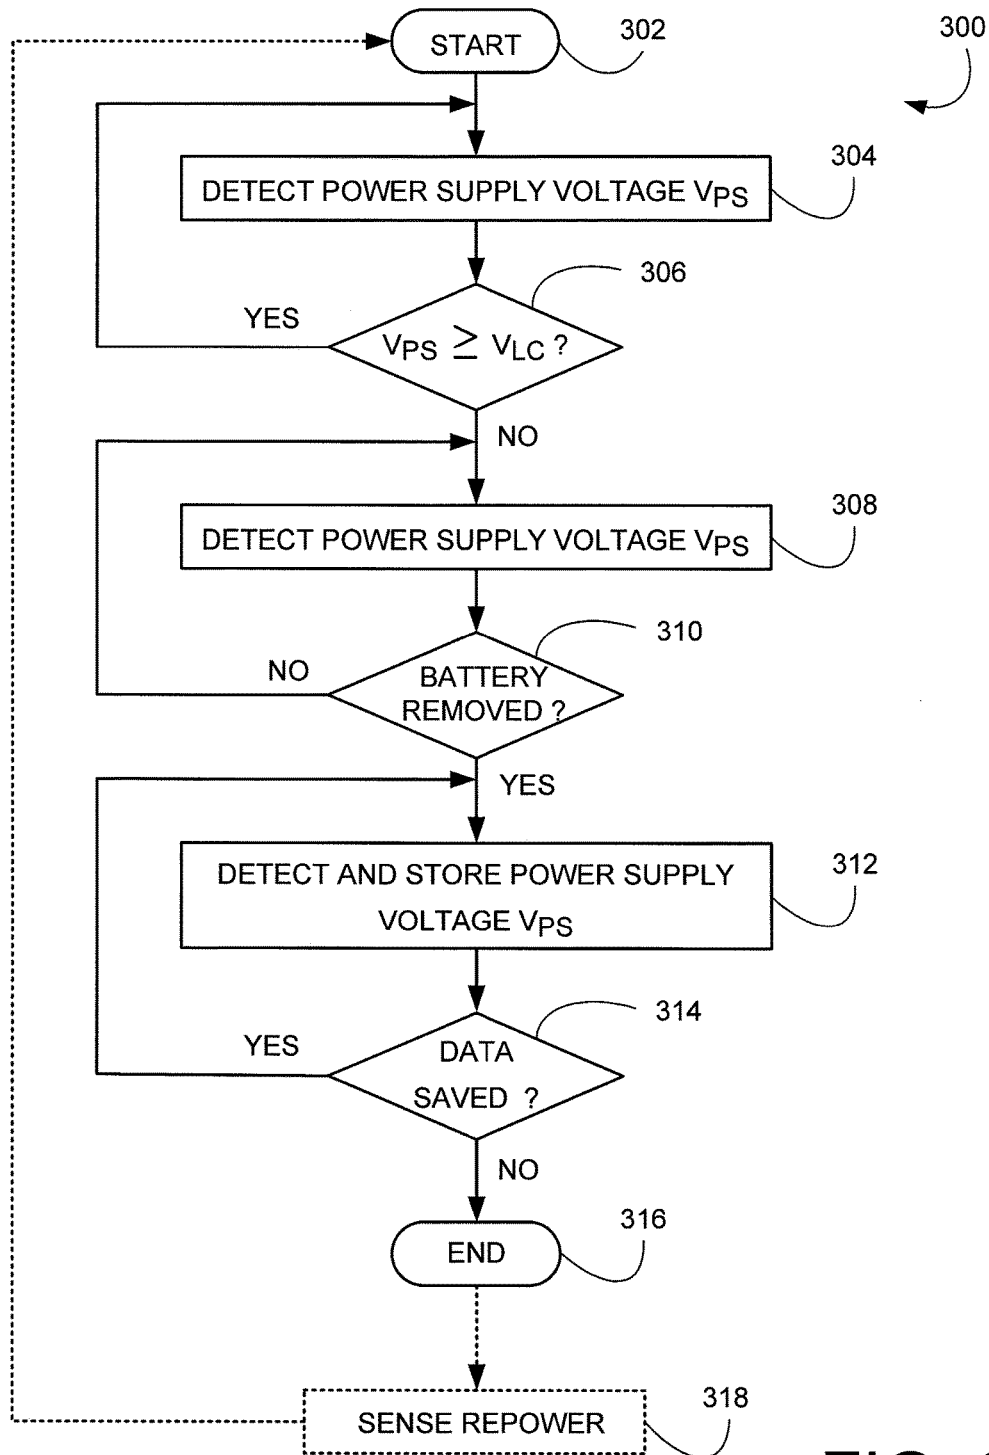 START
302
300
304
DETECT POWER SUPPLY VOLTAGE VPS
306
YES
VPS ≥ VLC ?
NO
308
DETECT POWER SUPPLY VOLTAGE VPS
310
NO
BATTERY
REMOVED ?
YES
312
DETECT AND STORE POWER SUPPLY
VOLTAGE VPS
314
YES
DATA
SAVED ?
NO
316
END
318
SENSE REPOWER